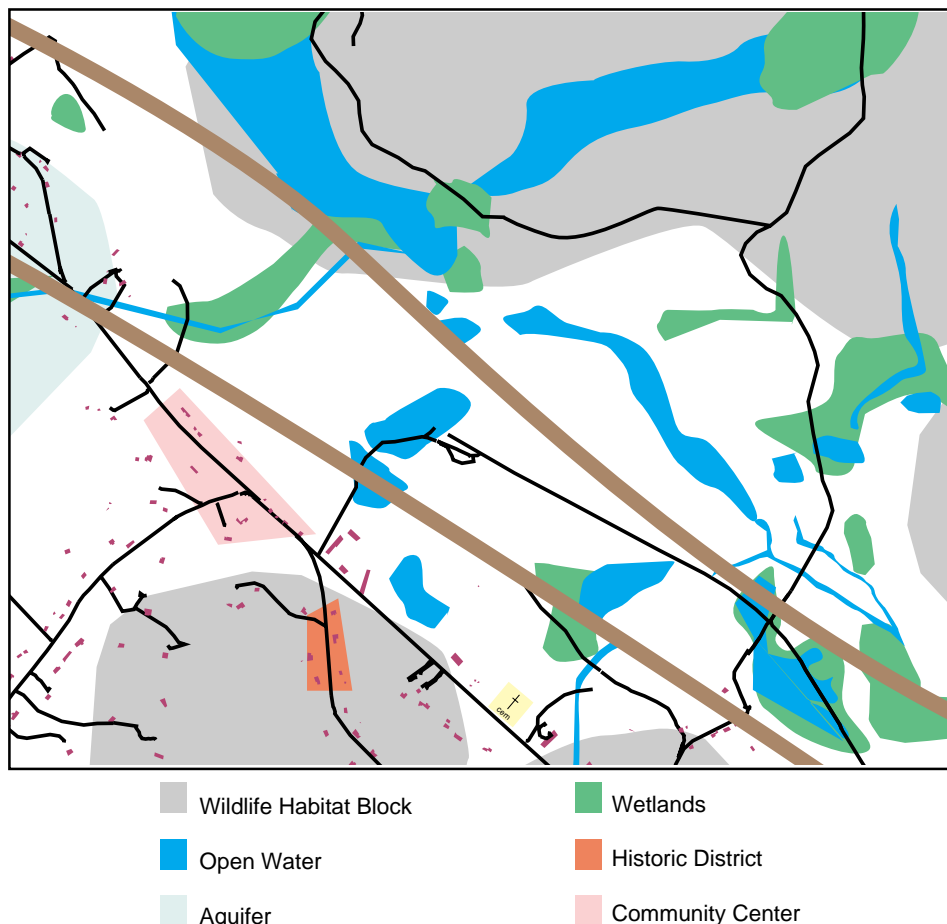 cem
Wildlife Habitat Block
Wetlands
Open Water
Historic District
Aquifer
Community Center